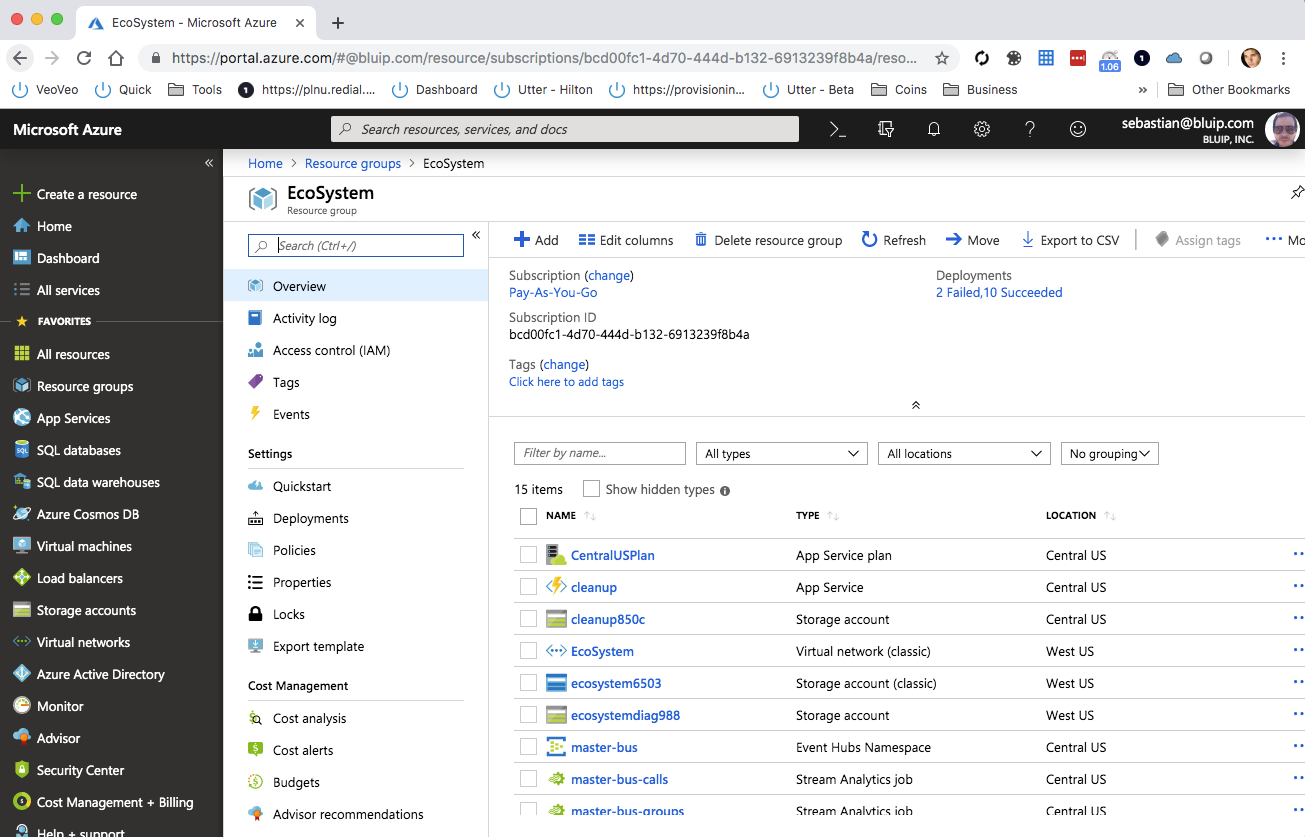 EcoSystem - Microsoft Azure
https://portal.azure.com/#@bluip.com/resource/subscriptions/bcd00fc1-4d70-444d-b132-6913239f8b4a/reso...
1.06
VeoVeo Quick Tools https://plnu.redial.... Dashboard Utter - Hilton https://provisionin... Utter - Beta Coins Business » Other Bookmarks
Microsoft Azure
Search resources, services, and docs
sebastian@bluip.com
BLUIP, INC.
Create a resource
Home
Dashboard
All services
FAVORITES
All resources
Resource groups
App Services
SQL databases
SQL data warehouses
Azure Cosmos DB
Virtual machines
Load balancers
Storage accounts
Virtual networks
Azure Active Directory
Monitor
Advisor
Security Center
Cost Management + Billing
Help + support
Home > Resource groups > EcoSystem
EcoSystem
Resource group
Search (Ctrl+/)
Overview
Activity log
Access control (IAM)
Tags
Events
Settings
Quickstart
Deployments
Policies
Properties
Locks
Export template
Cost Management
Cost analysis
Cost alerts
Budgets
Advisor recommendations
Add Edit columns Delete resource group Refresh Move Export to CSV Assign tags Mo
Subscription (change)
Pay-As-You-Go
Subscription ID
bcd00fc1-4d70-444d-b132-6913239f8b4a
Tags (change)
Click here to add tags
Deployments
2 Failed,10 Succeeded
Filter by name... All types All locations No grouping
15 items Show hidden types
NAME TYPE LOCATION
CentralUSPlan App Service plan Central US
cleanup App Service Central US
cleanup850c Storage account Central US
EcoSystem Virtual network (classic) West US
ecosystem6503 Storage account (classic) West US
ecosystemdiag988 Storage account West US
master-bus Event Hubs Namespace Central US
master-bus-calls Stream Analytics job Central US
master-bus-groups Stream Analytics job Central US